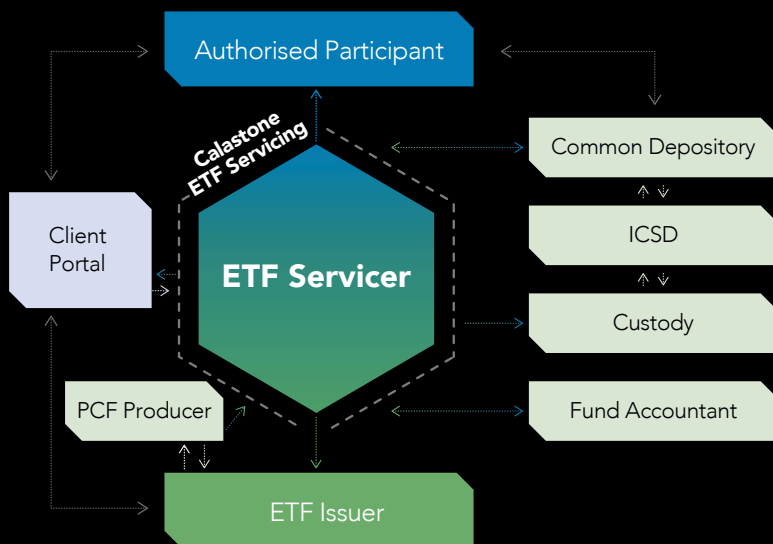 Authorised Participant
Calastone
ETF Servicing
Common Depository
Client
Portal
ICSD
ETF Servicer
Custody
PCF Producer
Fund Accountant
ETF Issuer